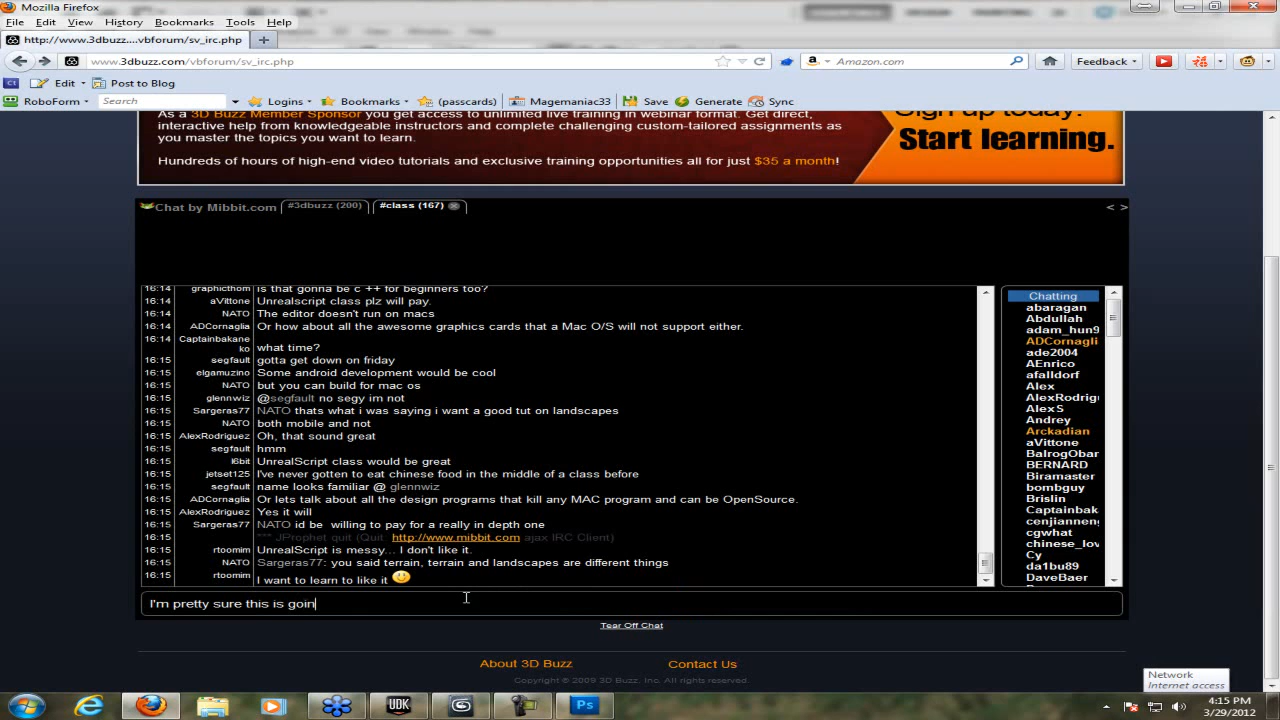 Mozilla Firefox
File Edit View History Bookmarks Tools Help
http://www.3dbuzz....vbforum/sv_irc.php +
www.3dbuzz.com/vbforum/sv_irc.php Amazon.com Feedback
Edit Post to Blog
RoboForm Search Logins Bookmarks (passcards) Magemaniac33 Save Generate Sync
As a 3D Buzz Member Sponsor you get access to unlimited live training in webinar format. Get direct,
interactive help from knowledgeable instructors and complete challenging custom-tailored assignments as
you master the topics you want to learn.
Hundreds of hours of high-end video tutorials and exclusive training opportunities all for just $35 a month!
Sign up today!
Start learning.
Chat by Mibbit.com #3dbuzz (200) #class (167) < >
16:14 graphicthom is that gonna be c ++ for beginners too?
16:14 aVittone Unrealscript class plz will pay.
16:14 NATO The editor doesn't run on macs
16:14 ADCornaglia Or how about all the awesome graphics cards that a Mac O/S will not support either.
16:14 Captainbakane
ko what time?
16:15 segfault gotta get down on friday
16:15 elgamuzino Some android development would be cool
16:15 NATO but you can build for mac os
16:15 glennwiz @segfault no segy im not
16:15 Sargeras77 NATO thats what i was saying i want a good tut on landscapes
16:15 NATO both mobile and not
16:15 AlexRodriguez Oh, that sound great
16:15 segfault hmm
16:15 l6bit UnrealScript class would be great
16:15 jetset125 I've never gotten to eat chinese food in the middle of a class before
16:15 segfault name looks familiar @ glennwiz
16:15 ADCornaglia Or lets talk about all the design programs that kill any MAC program and can be OpenSource.
16:15 AlexRodriguez Yes it will
16:15 Sargeras77 NATO id be willing to pay for a really in depth one
*** JProphet quit (Quit: http://www.mibbit.com ajax IRC Client)
16:15 rtoomim UnrealScript is messy... I don't like it.
16:15 NATO Sargeras77: you said terrain, terrain and landscapes are different things
16:15 rtoomim I want to learn to like it
Chatting
abaragan
Abdullah
adam_hun9
ADCornagli
ade2004
AEnrico
afalldorf
Alex
AlexRodrig
AlexS
Andrey
Arckadian
aVittone
BalrogObar
BERNARD
Biramaster
bombguy
Brislin
Captainbak
cenjianneng
cgwhat
chinese_lov
Cy
da1bu89
DaveBaer
I'm pretty sure this is goin
Tear Off Chat
About 3D Buzz Contact Us
Copyright © 2009 3D Buzz, Inc. All rights reserved.
Network
Internet access
UDK Ps
4:15 PM
3/29/2012